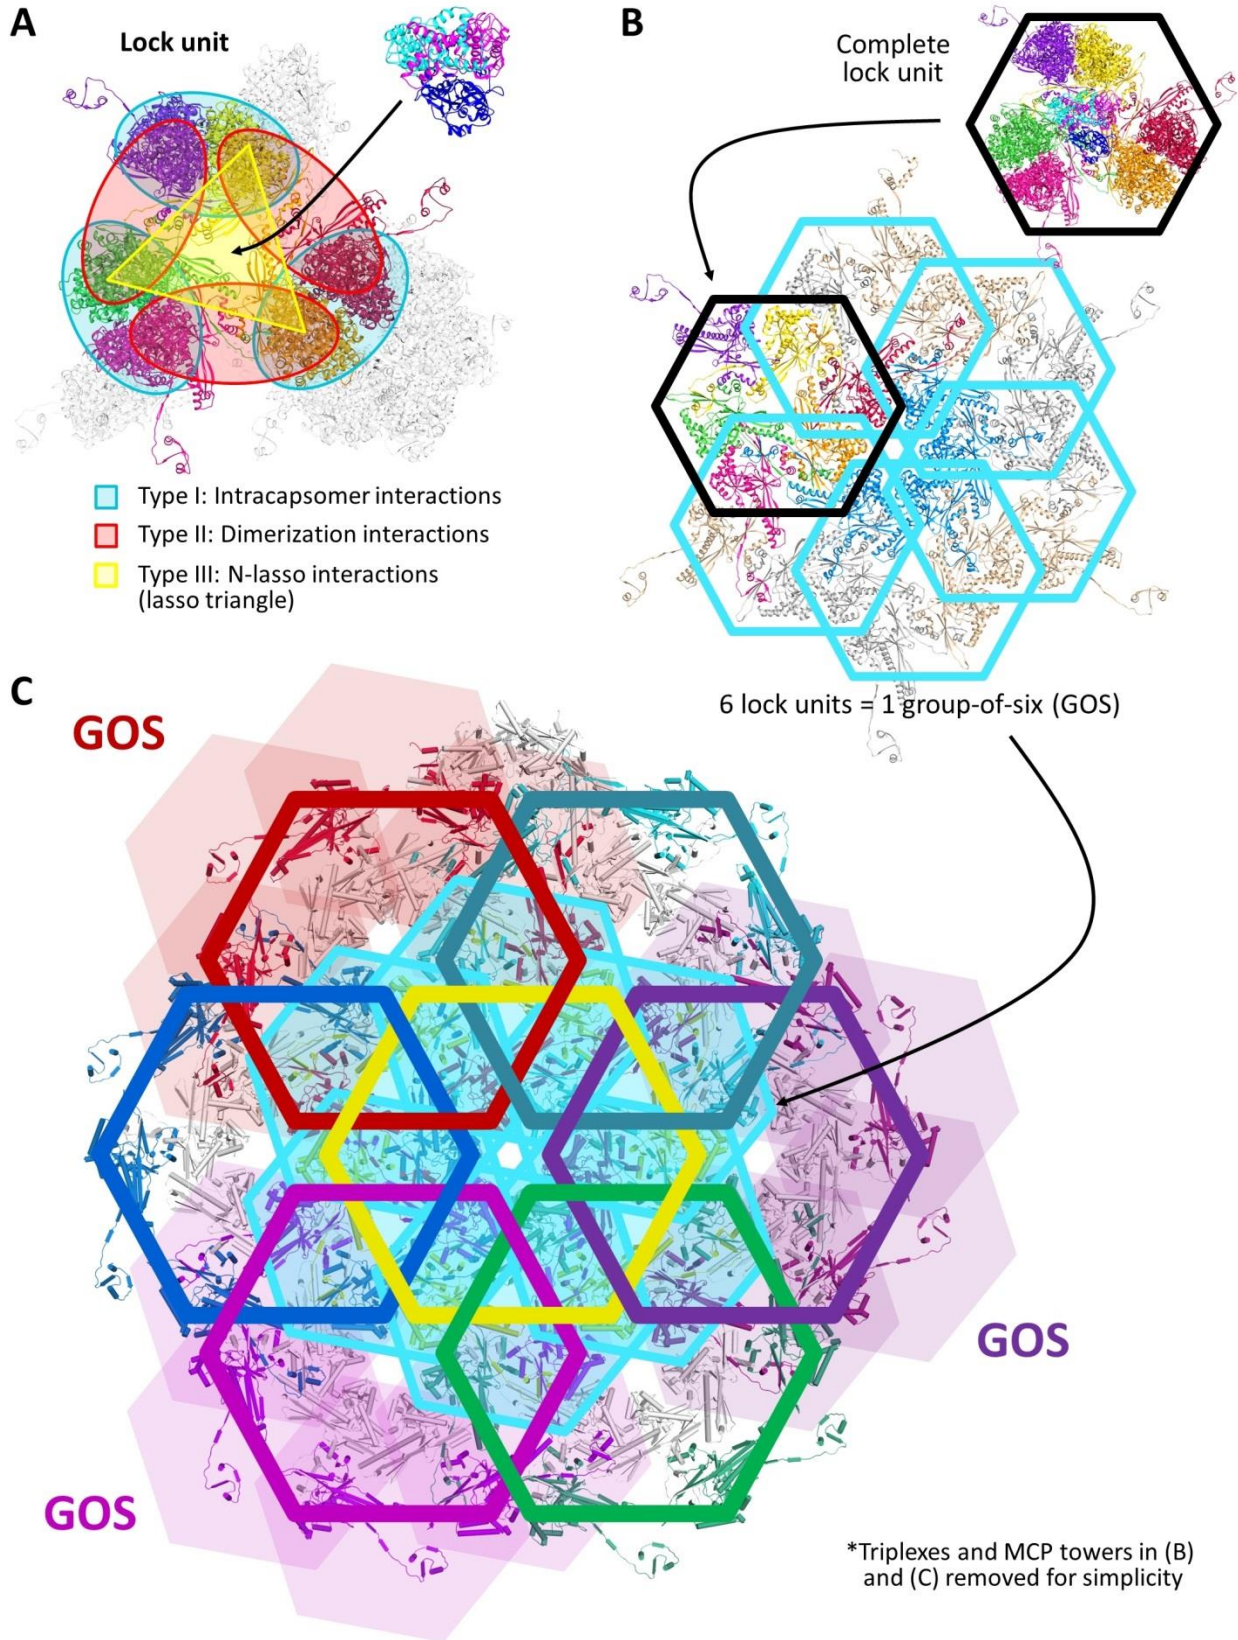 A
Lock unit
Type I: Intracapsomer interactions
Type II: Dimerization interactions
Type III: N-lasso interactions
(lasso triangle)
B
Complete
lock unit
6 lock units = 1 group-of-six (GOS)
C
GOS
GOS
GOS
*Triplexes and MCP towers in (B)
and (C) removed for simplicity